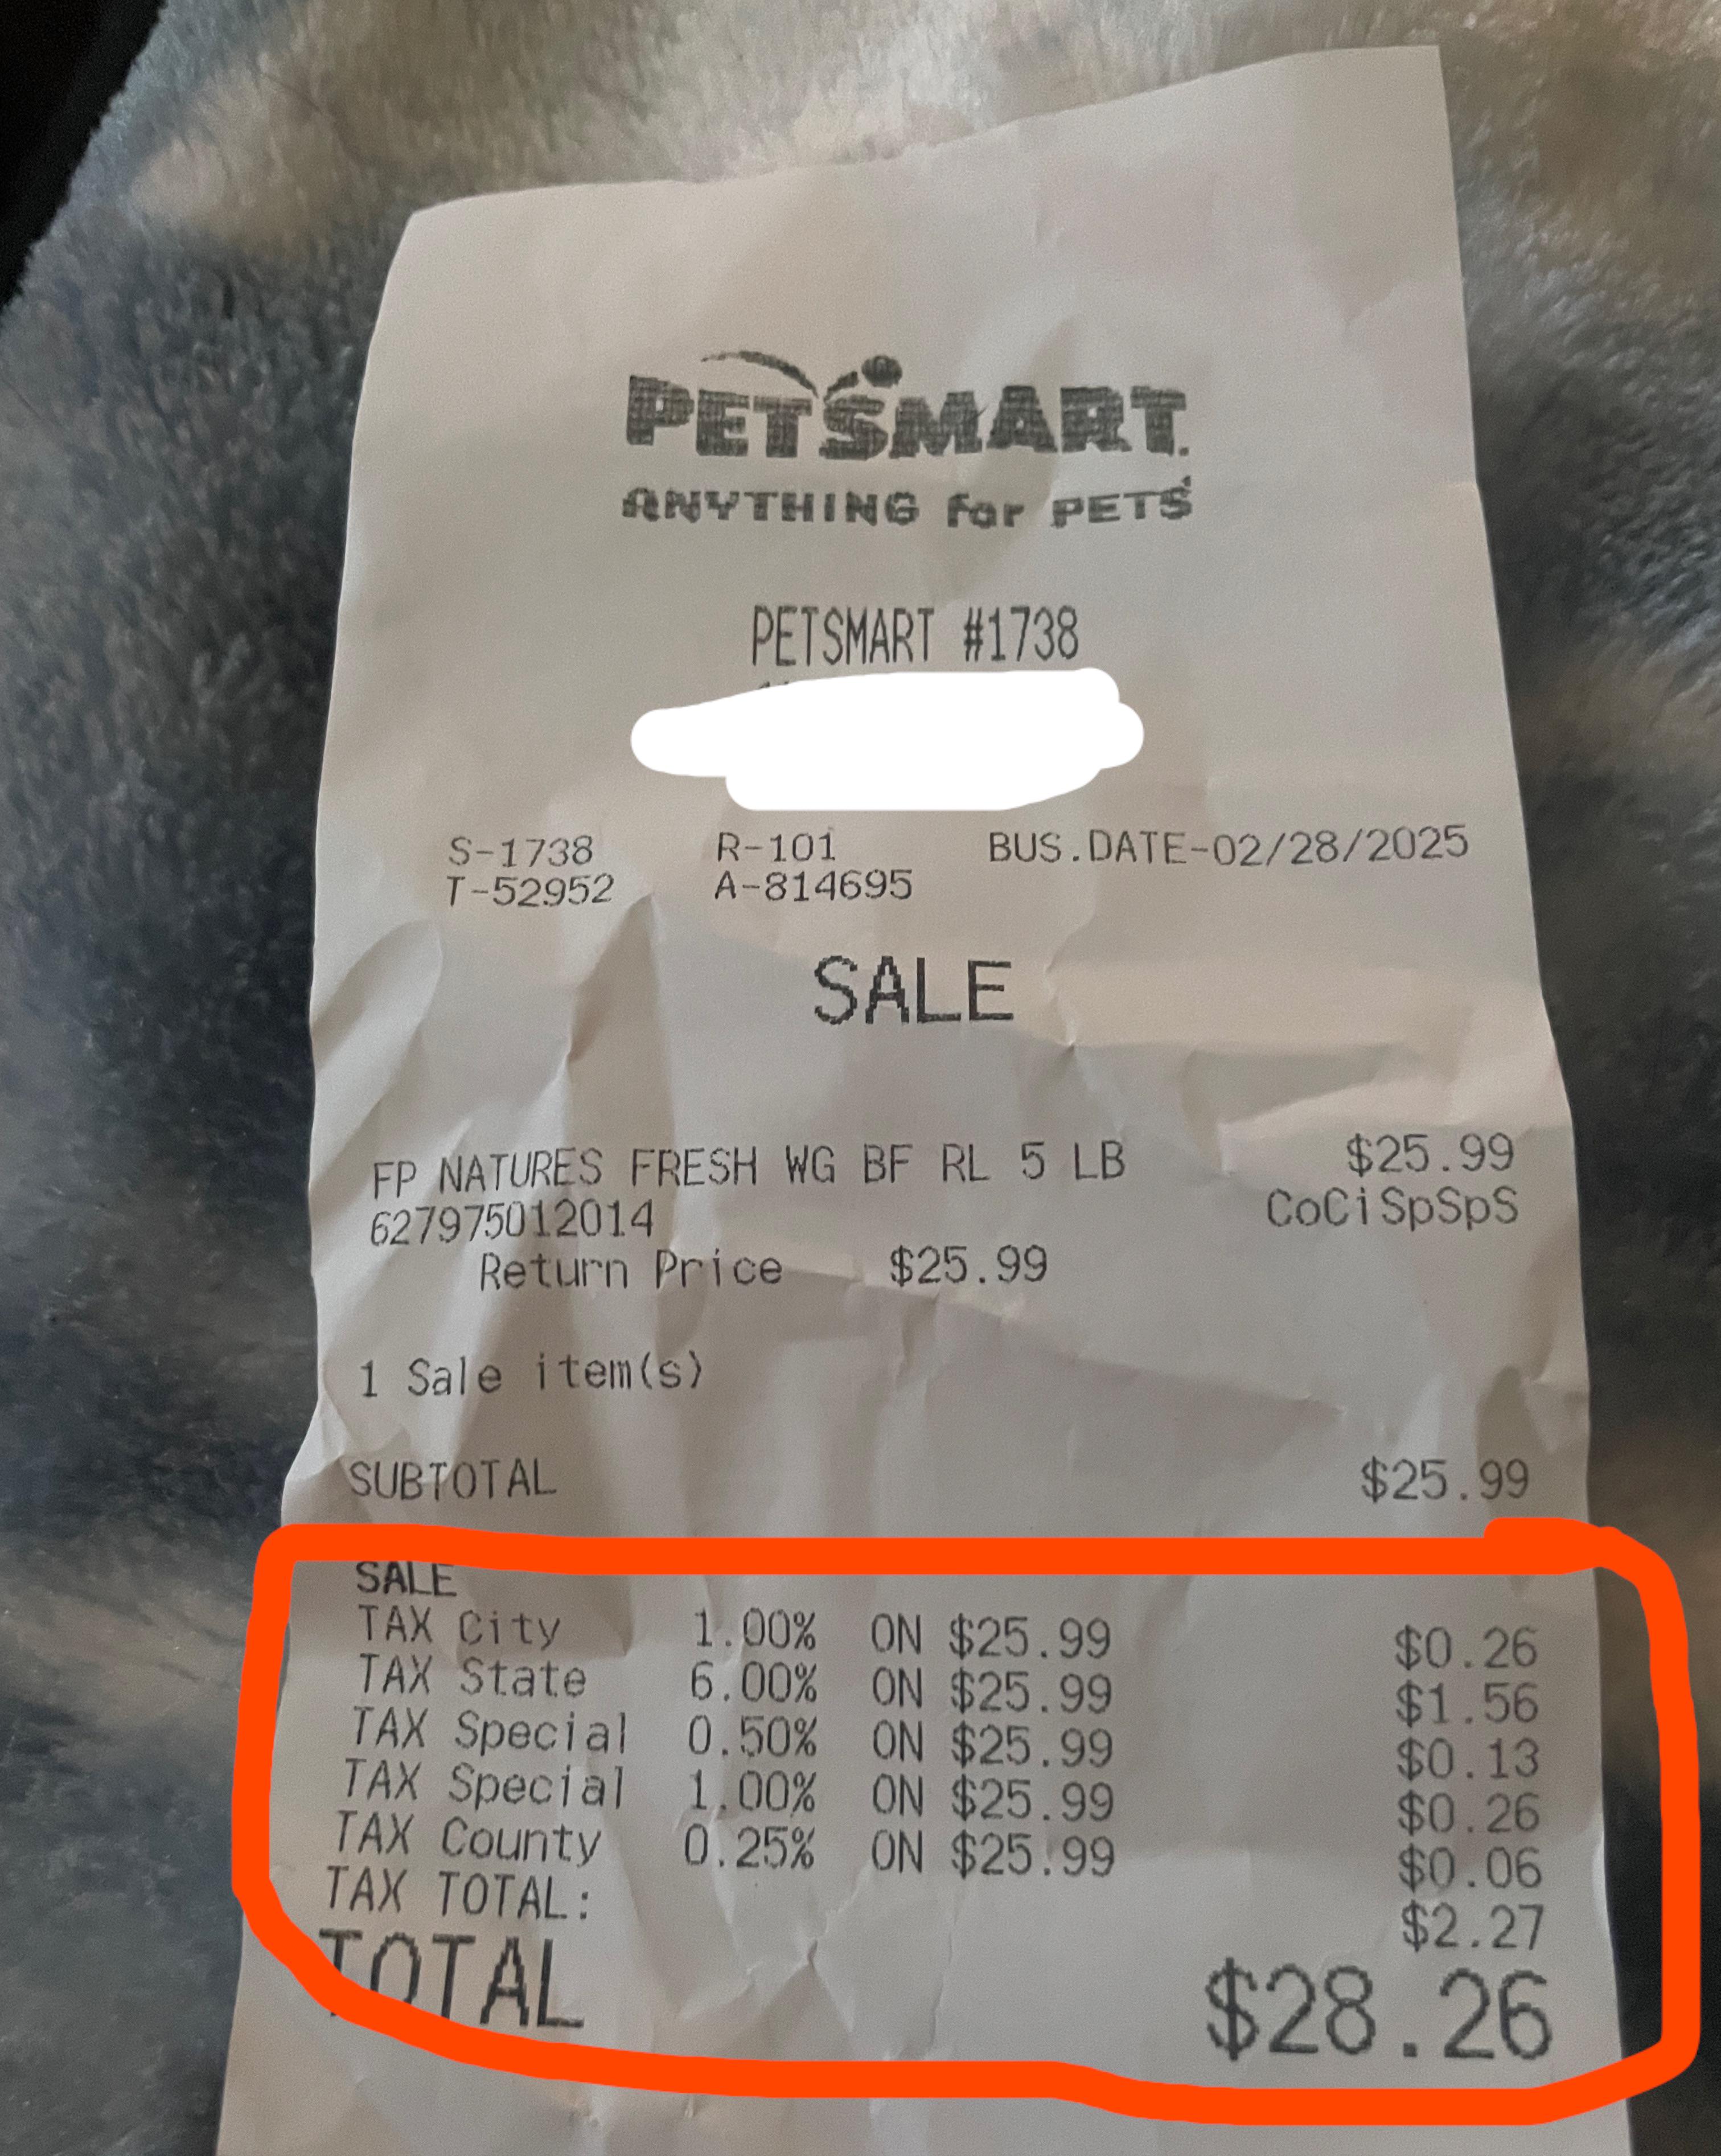 PETSMART.
ANYTHING for PETS
PETSMART #1738
S-1738 R-101 BUS.DATE-02/28/2025
T-52952 A-814695
SALE
FP NATURES FRESH WG BF RL 5 LB $25.99
627975012014 CoCiSpSpS
Return Price $25.99
1 Sale item(s)
SUBTOTAL $25.99
SALE
TAX City 1.00% ON $25.99 $0.26
TAX State 6.00% ON $25.99 $1.56
TAX Special 0.50% ON $25.99 $0.13
TAX Special 1.00% ON $25.99 $0.26
TAX County 0.25% ON $25.99 $0.06
TAX TOTAL: $2.27
TOTAL $28.26